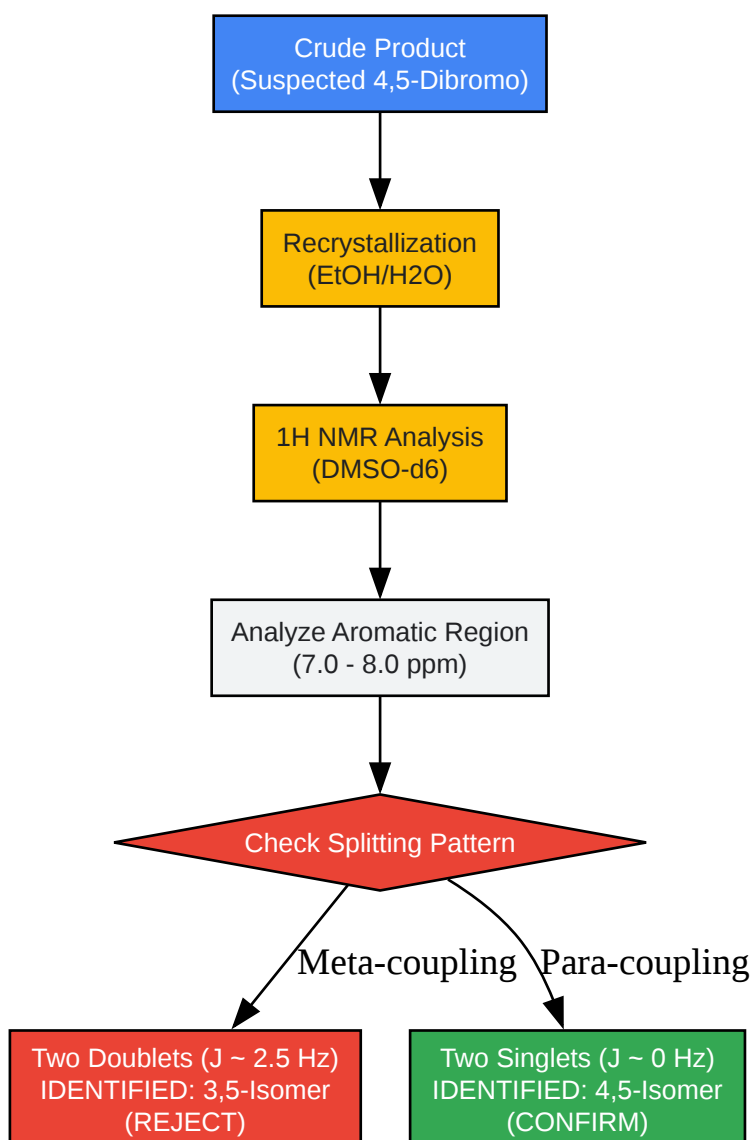 Crude Product
(Suspected 4,5-Dibromo)
Recrystallization
(EtOH/H2O)
1H NMR Analysis
(DMSO-d6)
Analyze Aromatic Region
(7.0 - 8.0 ppm)
Check Splitting Pattern
Meta-coupling
Para-coupling
Two Doublets (J ~ 2.5 Hz)
IDENTIFIED: 3,5-Isomer
(REJECT)
Two Singlets (J ~ 0 Hz)
IDENTIFIED: 4,5-Isomer
(CONFIRM)